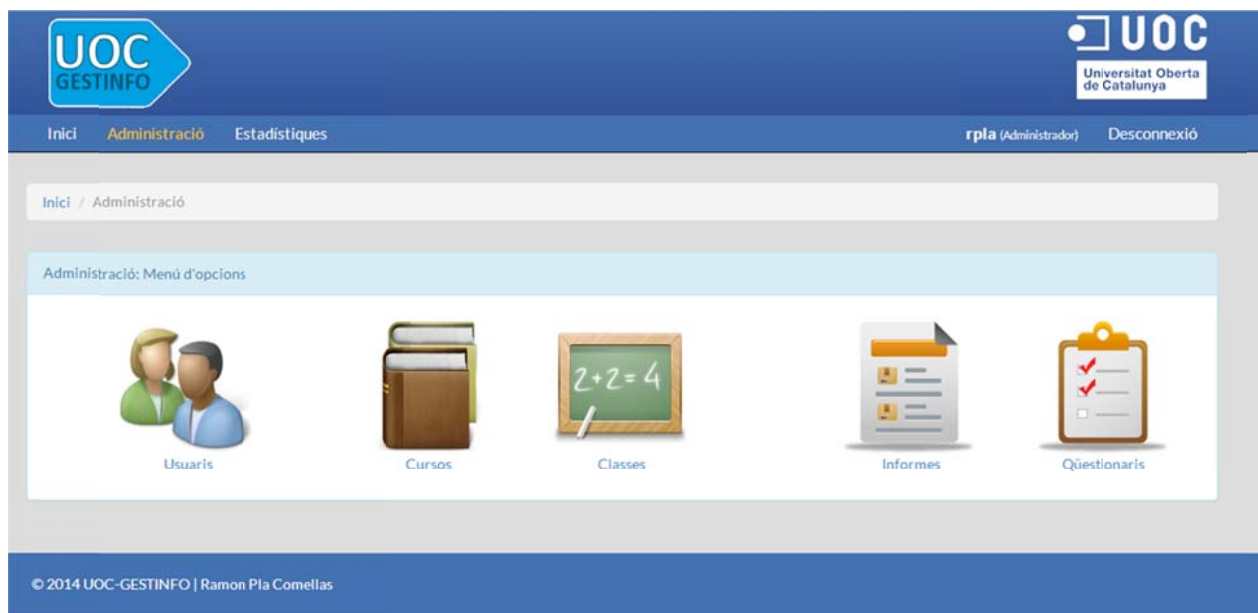 UOC
GESTINFO
UOC
Universitat Oberta
de Catalunya
Inici Administració Estadístiques rpla (Administrador) Desconnexió
Inici / Administració
Administració: Menú d'opcions
2+2=4
Usuaris Cursos Classes Informes Qüestionaris
© 2014 UOC-GESTINFO | Ramon Pla Comellas